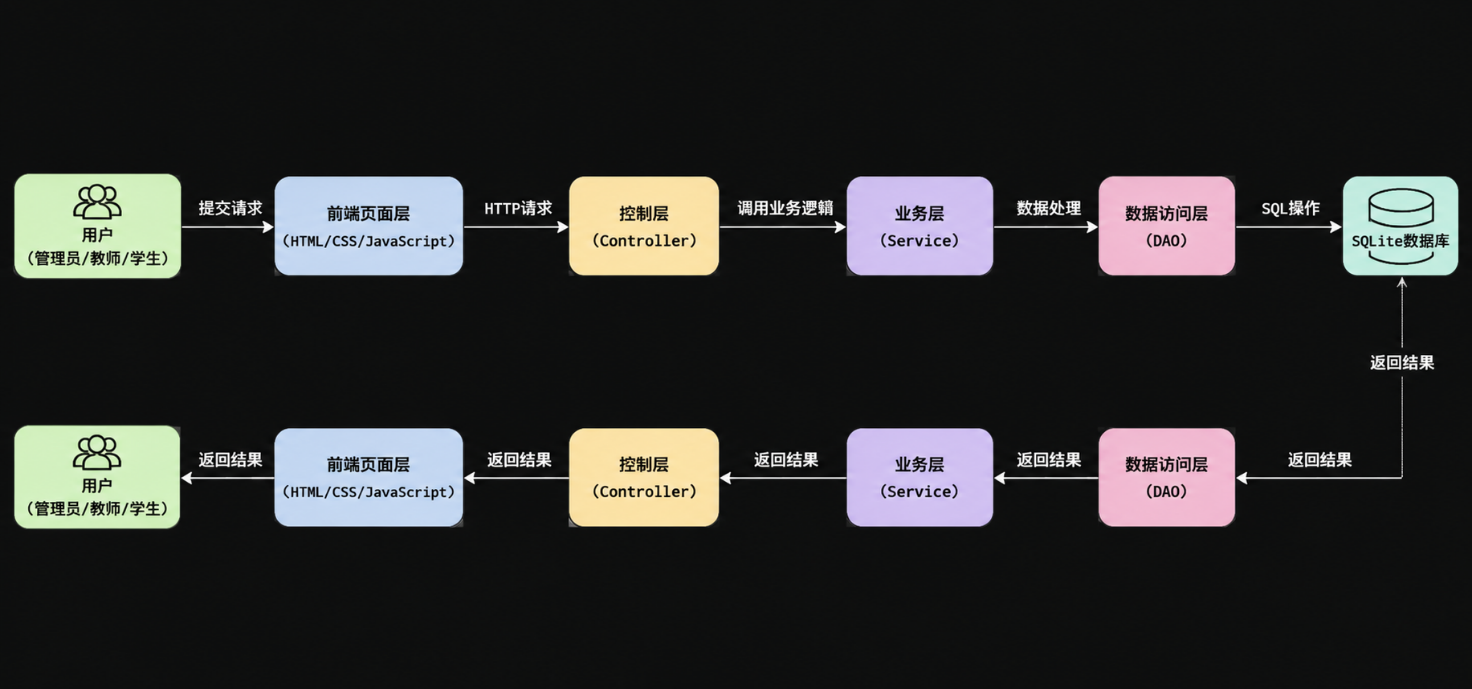 提交请求
HTTP请求
调用业务逻辑
数据处理
SQL操作
用户
(管理员/教师/学生)
前端页面层
(HTML/CSS/JavaScript)
控制层
(Controller)
业务层
(Service)
数据访问层
(DAO)
SQLite数据库
返回结果
返回结果
返回结果
返回结果
返回结果
返回结果
用户
(管理员/教师/学生)
前端页面层
(HTML/CSS/JavaScript)
控制层
(Controller)
业务层
(Service)
数据访问层
(DAO)